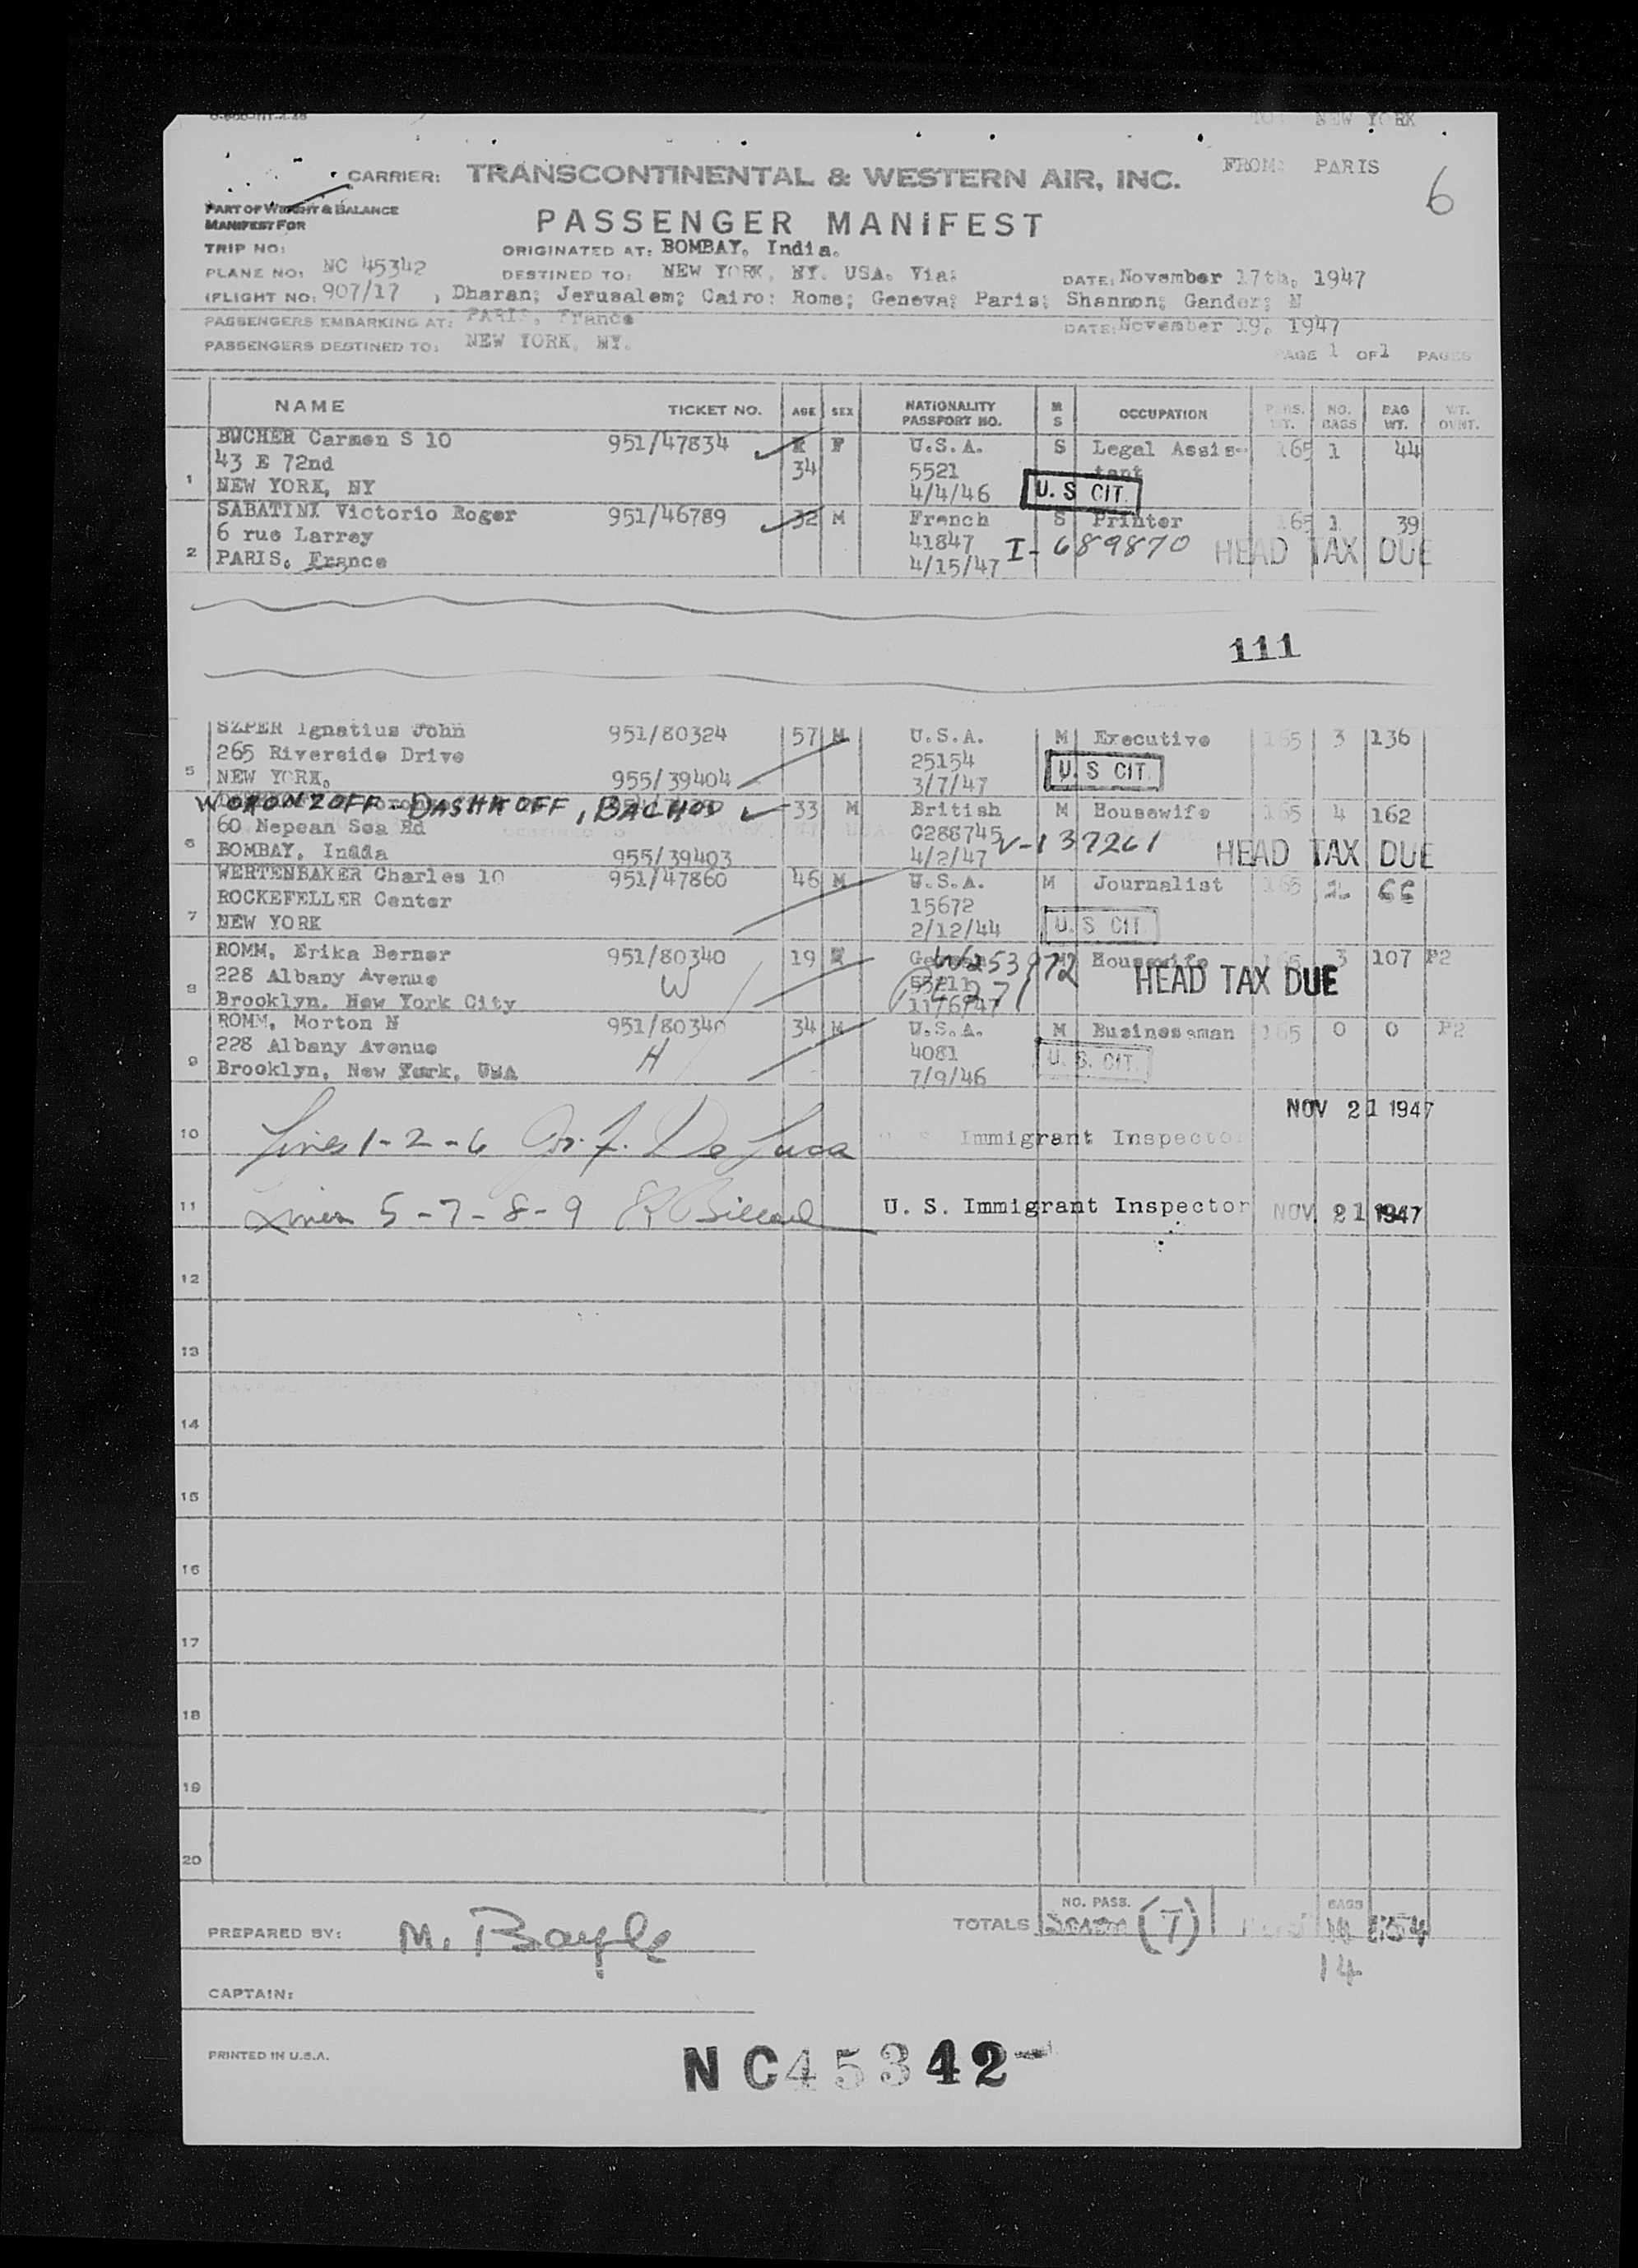 TO: NEW YORK
CARRIER: TRANSCONTINENTAL & WESTERN AIR, INC. FROM: PARIS
6
PART OF WEIGHT & BALANCE
MANIFEST FOR
PASSENGER MANIFEST
TRIP NO: ORIGINATED AT: BOMBAY, India.
PLANE NO: NC 45342 DESTINED TO: NEW YORK, NY. USA. Via: DATE: November 17th, 1947
(FLIGHT NO: 907/17 , Dharan; Jerusalem; Cairo: Rome; Geneva; Paris; Shannon; Gander; N
PASSENGERS EMBARKING AT: PARIS, France DATE: November 19, 1947
PASSENGERS DESTINED TO: NEW YORK, NY. PAGE 1 OF 1 PAGES
NAME TICKET NO. AGE SEX NATIONALITY PASSPORT NO. M S OCCUPATION PERS. WT. NO. BAGS BAG WT. WT. OVNT.
BUCHER Carmen S 10 951/47834 F U.S.A. S Legal Assis- 165 1 44
43 E 72nd 34 5521 tant
1 NEW YORK, NY 4/4/46 U. S CIT.
SABATINI Victorio Roger 951/46789 32 M French S Printer 165 1 39
6 rue Larrey 41847 I-689870 HEAD TAX DUE
2 PARIS. France 4/15/47
111
SZPER Ignatius John 951/80324 57 M U.S.A. M Executive 165 3 136
265 Riverside Drive 25154 U. S CIT.
5 NEW YORK, 955/39404 3/7/47
WORONZOFF-DASHKOFF, 33 M British M Housewife 165 4 162
60 Nepean Sea Rd C288745 V-137261 HEAD TAX DUE
6 BOMBAY, Inddia 955/39403 4/2/47
WERTENBAKER Charles 10 951/47860 46 M U.S.A. M Journalist 165 2 66
ROCKEFELLER Center 15672
7 NEW YORK 2/12/44 U. S CIT
ROMM, Erika Berner 951/80340 19 Housewife 165 3 107 P2
228 Albany Avenue W HEAD TAX DUE
8 Brooklyn, New York City
ROMM, Morton N 951/80340 34 M U.S.A. M Businessman 165 0 0 P2
228 Albany Avenue H 4081 U. S. CIT.
9 Brooklyn, New York, USA 7/9/46
NOV 21 1947
10 Lines 1-2-6 De Luca U. S. Immigrant Inspector
11 Lines 5-7-8-9 U. S. Immigrant Inspector NOV 21 1947
12
13
14
15
16
17
18
19
20
PREPARED BY: M. Bayle TOTALS NO. PASS. (7) BAGS
14
CAPTAIN:
PRINTED IN U.S.A.
NC45342